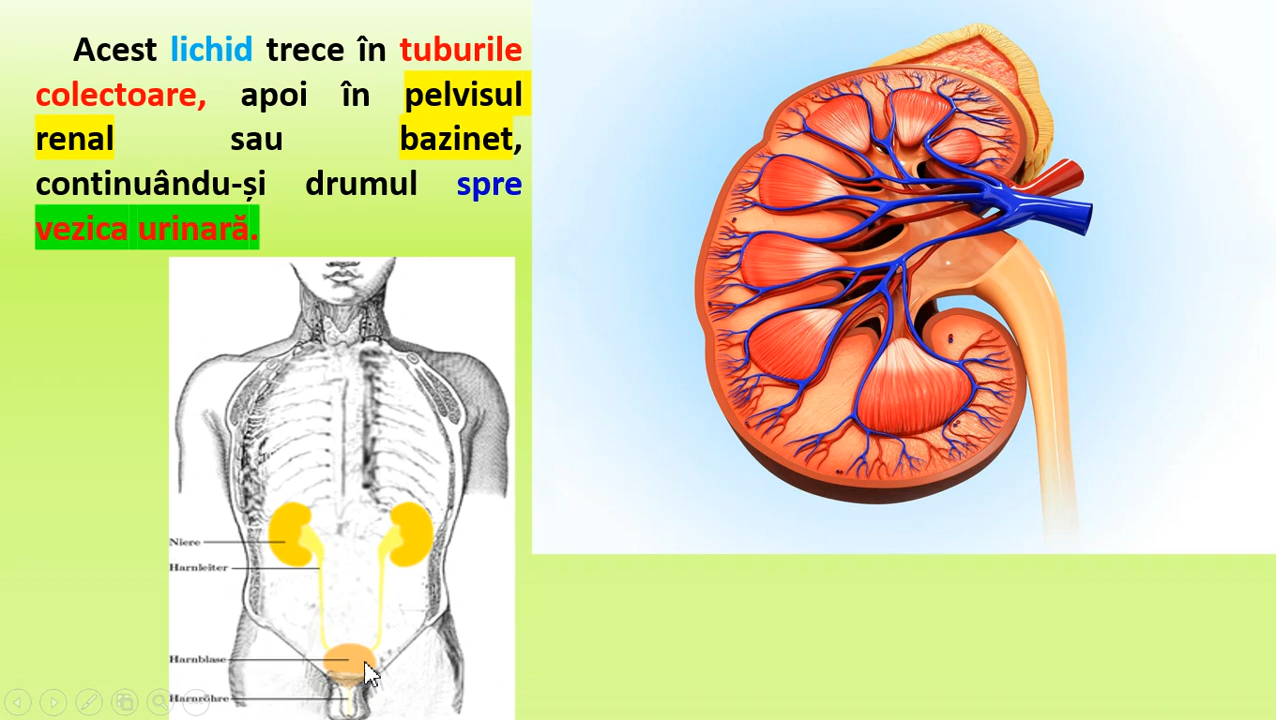 Acest lichid trece în tuburile
colectoare, apoi în pelvisul
renal sau bazinet,
continuându-și drumul spre
vezica urinară.
Niere
Harnleiter
Harnblase
Harnröhre